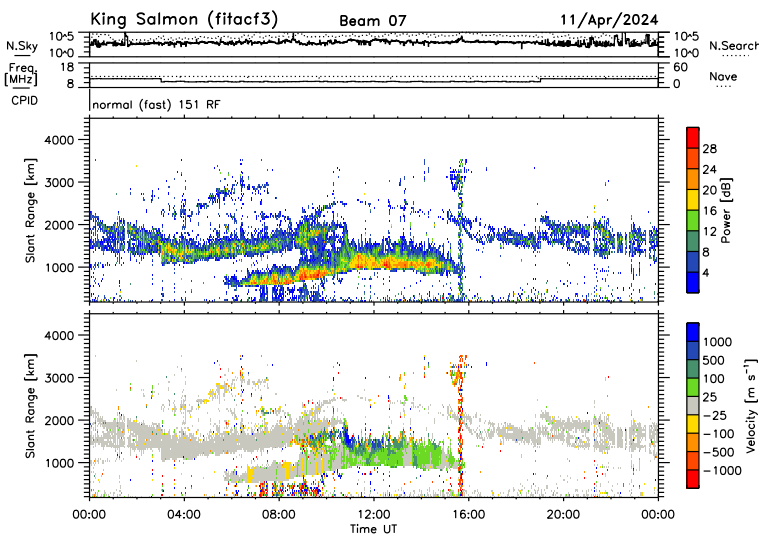 King Salmon (fitacf3) Beam 07 11/Apr/2024
N.Sky 10^5 10^0 10^5 10^0 N.Search
Freq. [MHz] 18 8 60 0 Nave
CPID normal (fast) 151 RF
Slant Range [km] 4000 3000 2000 1000
Power [dB] 28 24 20 16 12 8 4
Slant Range [km] 4000 3000 2000 1000
Velocity [m s⁻¹] 1000 500 100 25 −25 −100 −500 −1000
00:00 04:00 08:00 12:00 16:00 20:00 00:00
Time UT